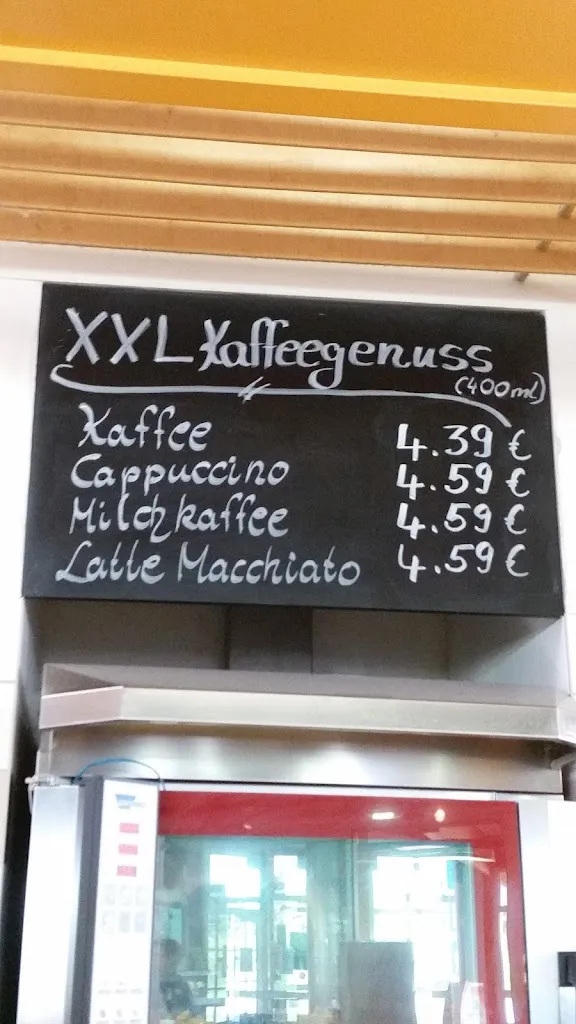 XXL Kaffeegenuss
(400ml)
Kaffee 4.39 €
Cappuccino 4.59 €
Milchkaffee 4.59 €
Latte Macchiato 4.59 €